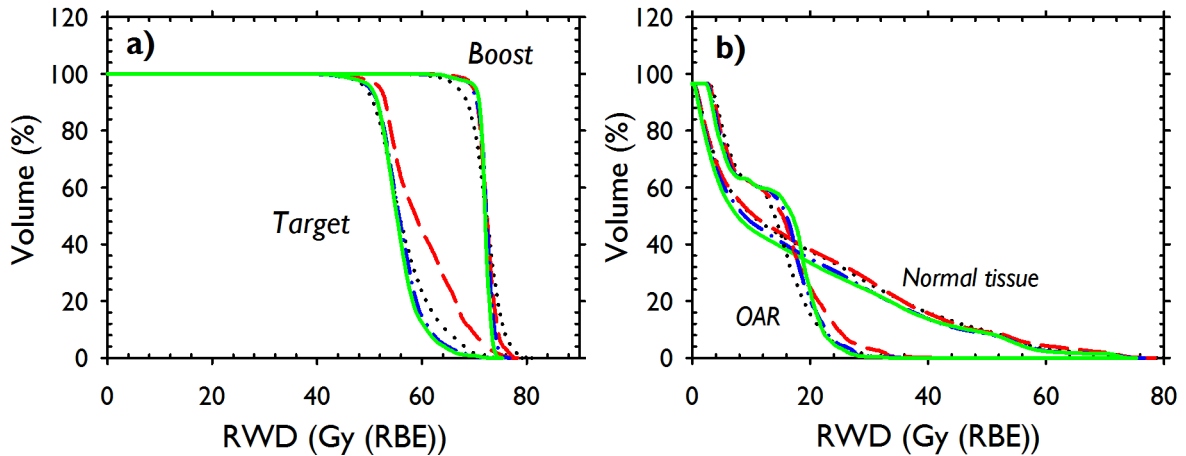 120
100
80
60
40
20
0
Volume (%)
a)
Boost
Target
0 20 40 60 80
RWD (Gy (RBE))
120
100
80
60
40
20
0
Volume (%)
b)
Normal tissue
OAR
0 20 40 60 80
RWD (Gy (RBE))